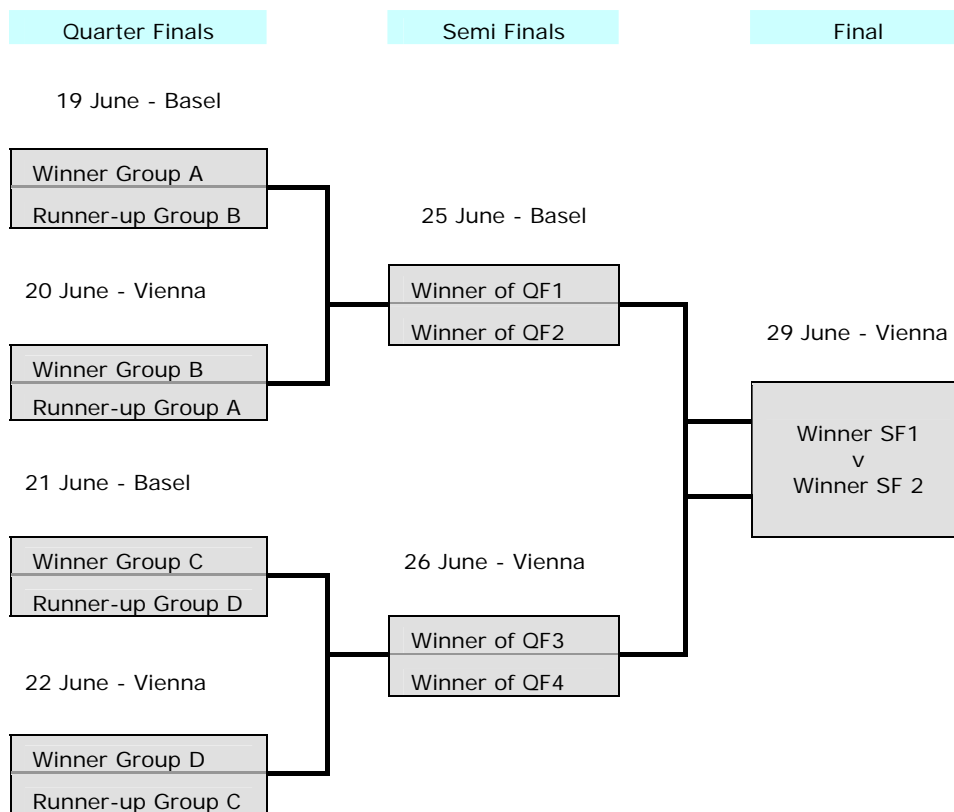 Quarter Finals
Semi Finals
Final
19 June - Basel
Winner Group A
Runner-up Group B
25 June - Basel
20 June - Vienna
Winner of QF1
Winner of QF2
29 June - Vienna
Winner Group B
Runner-up Group A
Winner SF1
v
Winner SF 2
21 June - Basel
Winner Group C
Runner-up Group D
26 June - Vienna
Winner of QF3
Winner of QF4
22 June - Vienna
Winner Group D
Runner-up Group C